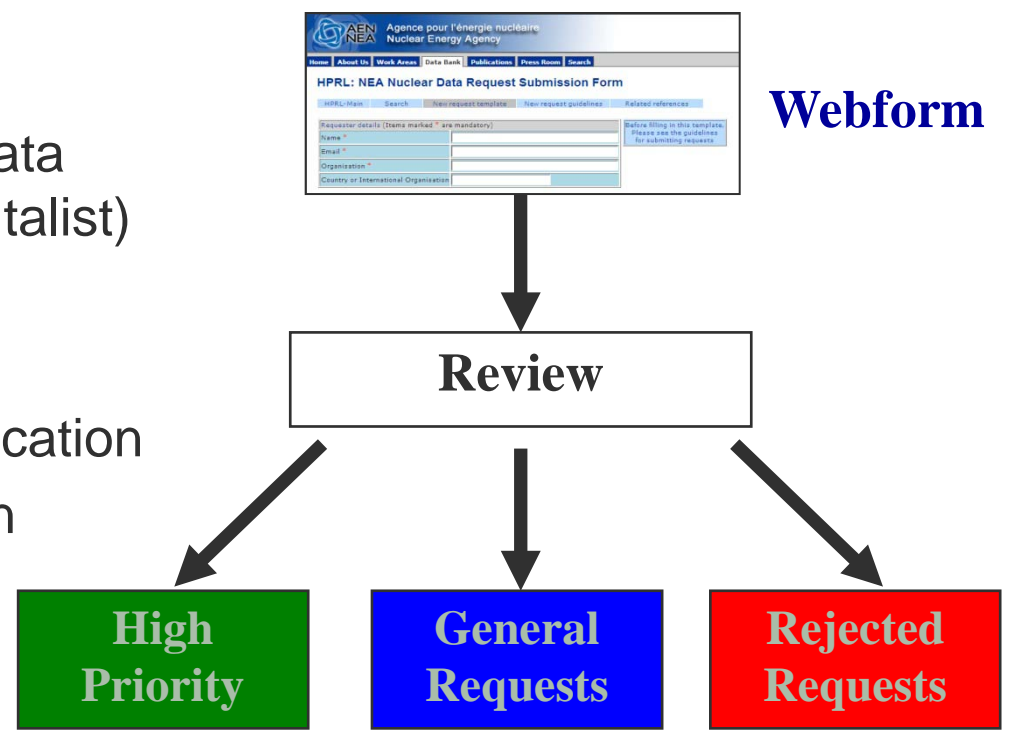 AEN
NEA
Agence pour l'énergie nucléaire
Nuclear Energy Agency
Home About Us Work Areas Data Bank Publications Press Room Search
HPRL: NEA Nuclear Data Request Submission Form
HPRL-Main Search New request template New request guidelines Related references
Requester details (Items marked * are mandatory)
Name *
Email *
Organisation *
Country or International Organisation
Before filling in this template,
Please see the guidelines
for submitting requests
Webform
ata
talist)
Review
cation
n
High
Priority
General
Requests
Rejected
Requests